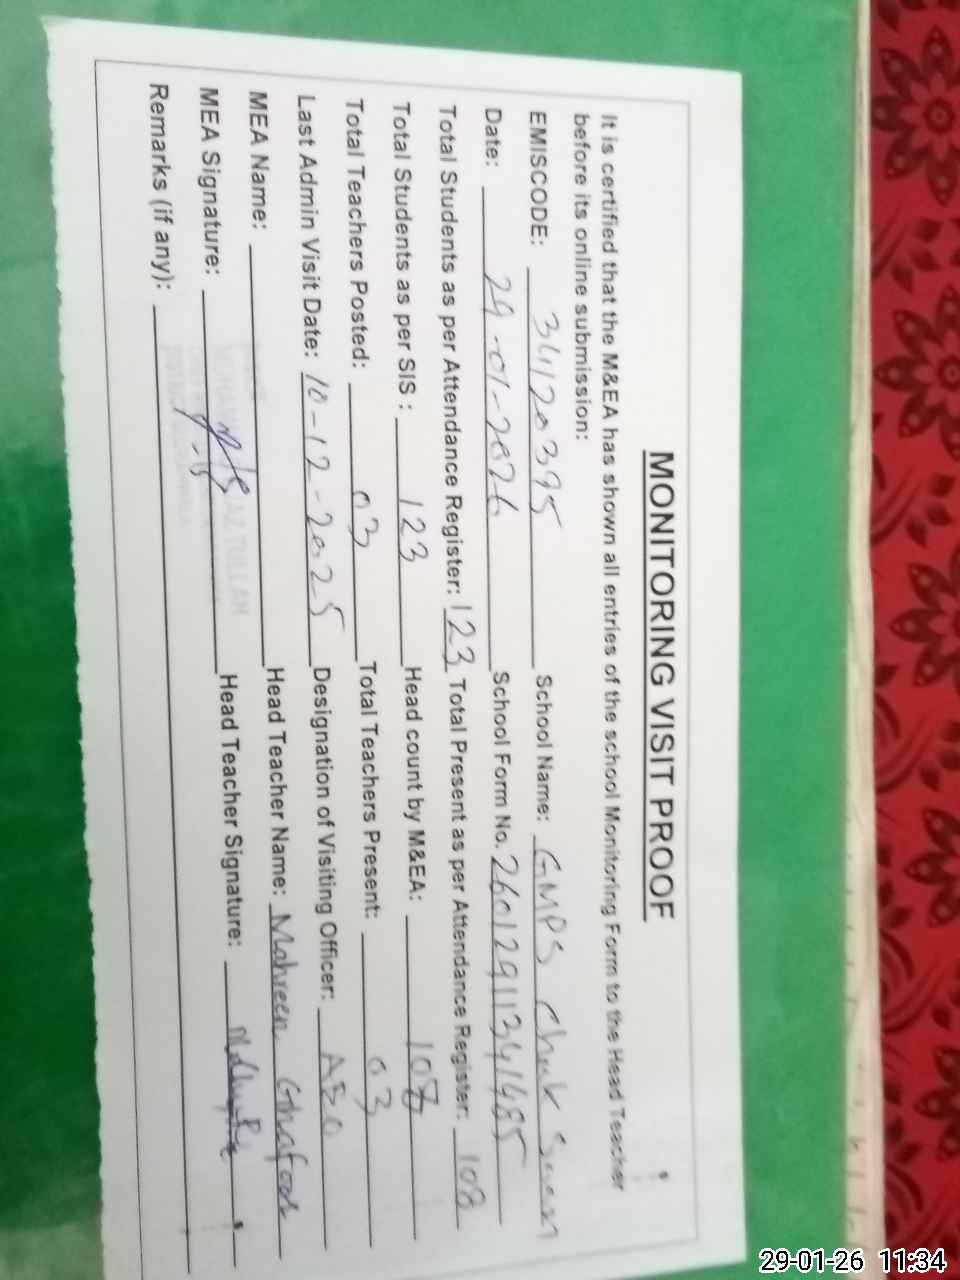 MONITORING VISIT PROOF
It is certified that the M&EA has shown all entries of the school Monitoring Form to the Head Teacher
before its online submission:
EMISCODE: 34120395 School Name: GMPS Chak
Date: 29-01-2026 School Form No. 26012911341485
Total Students as per Attendance Register: 123 Total Present as per Attendance Register: 108
Total Students as per SIS: 123 Head count by M&EA: 108
Total Teachers Posted: 03 Total Teachers Present: 03
Last Admin Visit Date: 10-12-2025 Designation of Visiting Officer: AEO
MEA Name: Head Teacher Name: Mahreen Ghafoor
MEA Signature: Head Teacher Signature:
Remarks (if any):
29-01-26 11:34